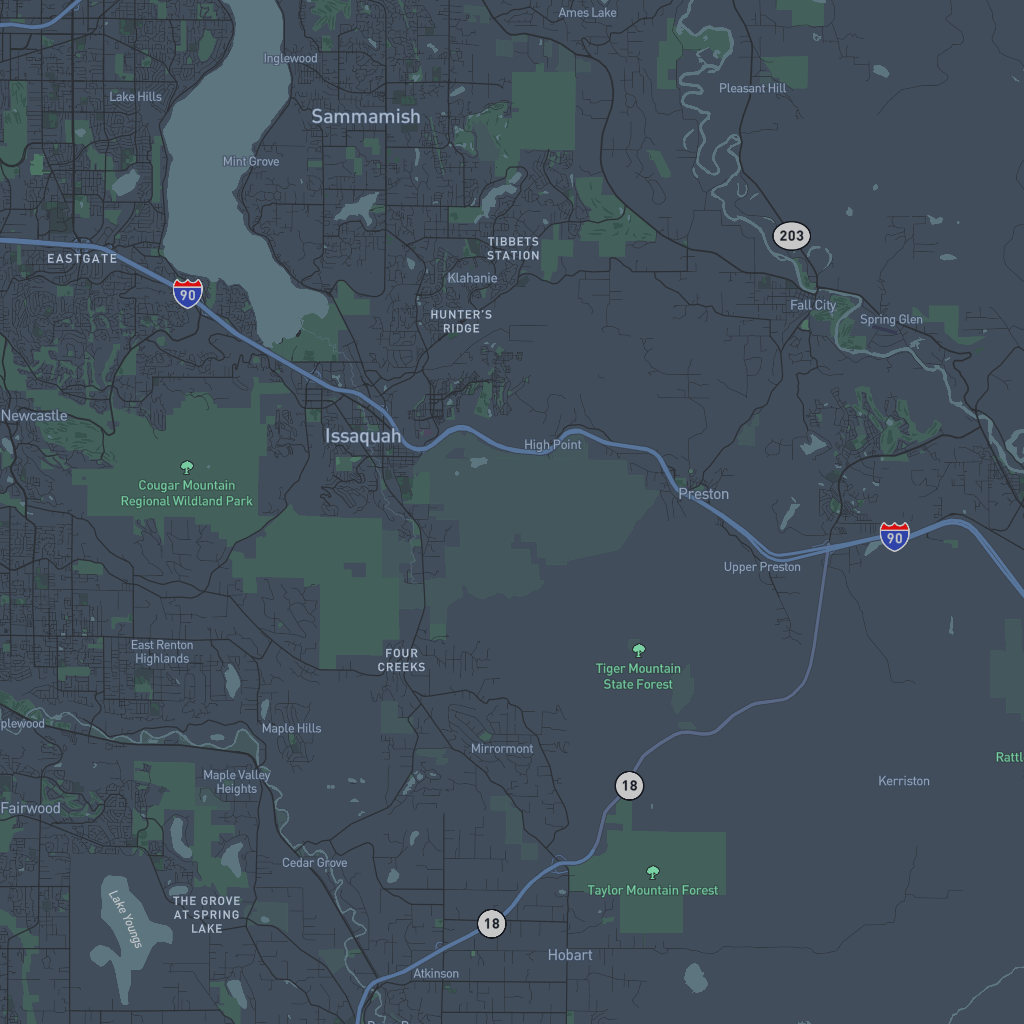 Ames Lake
Inglewood
Pleasant Hill
Lake Hills
Sammamish
Mint Grove
203
TIBBETS
STATION
EASTGATE
Klahanie
90
Fall City
HUNTER'S
RIDGE
Spring Glen
Newcastle
Issaquah
High Point
Cougar Mountain
Regional Wildland Park
Preston
90
Upper Preston
East Renton
Highlands
FOUR
CREEKS
Tiger Mountain
State Forest
plewood
Maple Hills
Mirrormont
Rattl
Maple Valley
Heights
Kerriston
18
Fairwood
Cedar Grove
Taylor Mountain Forest
THE GROVE
AT SPRING
LAKE
Lake Youngs
18
Hobart
Atkinson